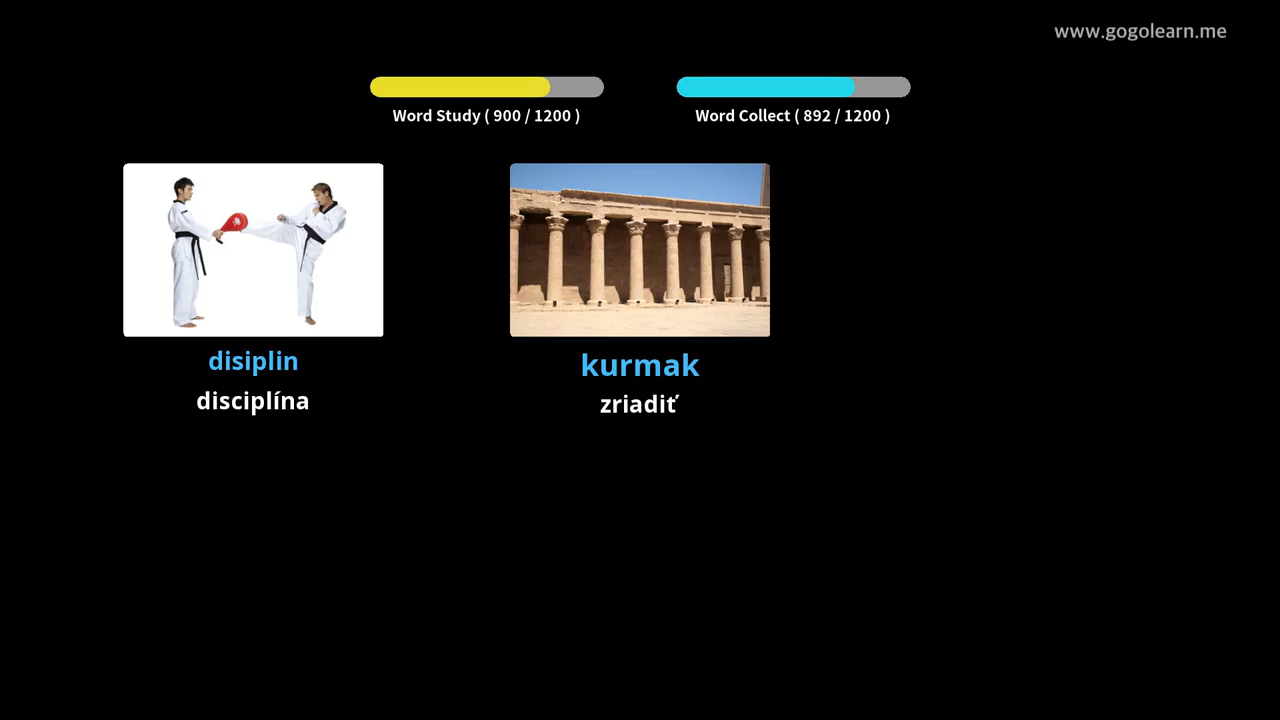 www.gogolearn.me
Word Study ( 900 / 1200 )
Word Collect ( 892 / 1200 )
disiplin
disciplína
kurmak
zriadiť